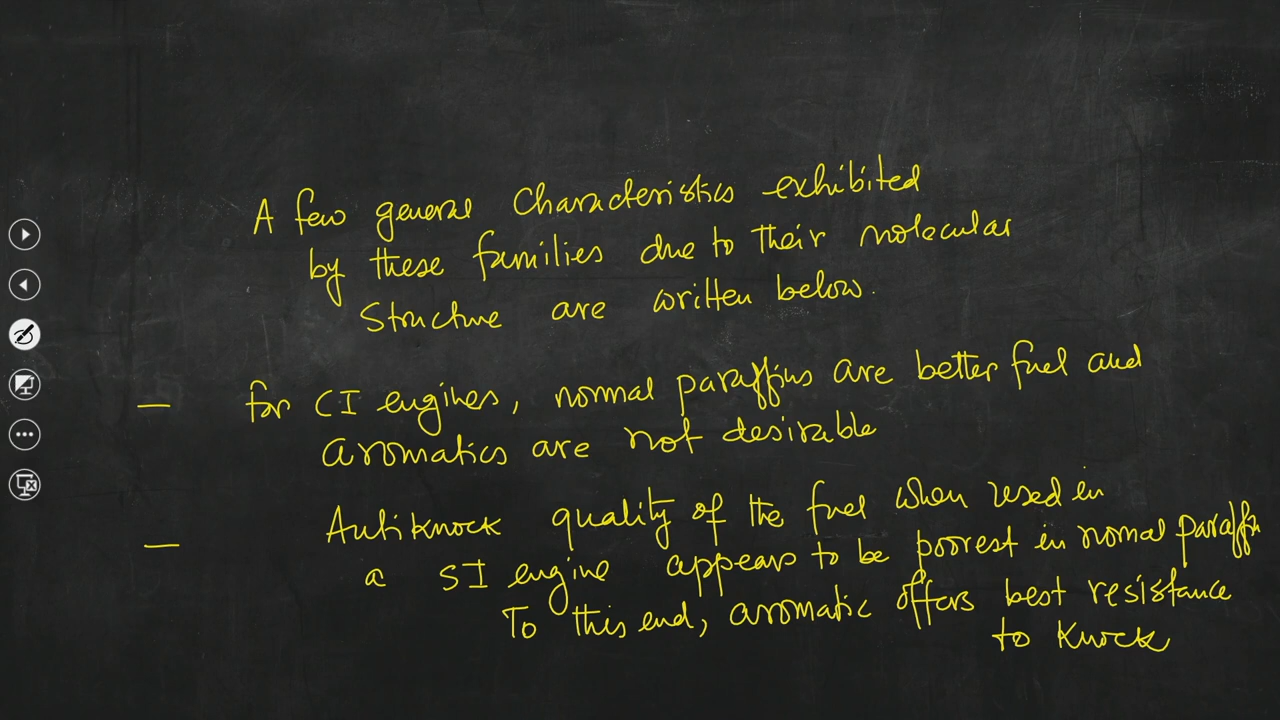 A few general characteristics exhibited
by these families due to their molecular
structure are written below.
— for CI engines, normal paraffins are better fuel and
aromatics are not desirable
— Antiknock quality of the fuel when used in
a SI engine appears to be poorest in normal paraffin
To this end, aromatic offers best resistance
to knock